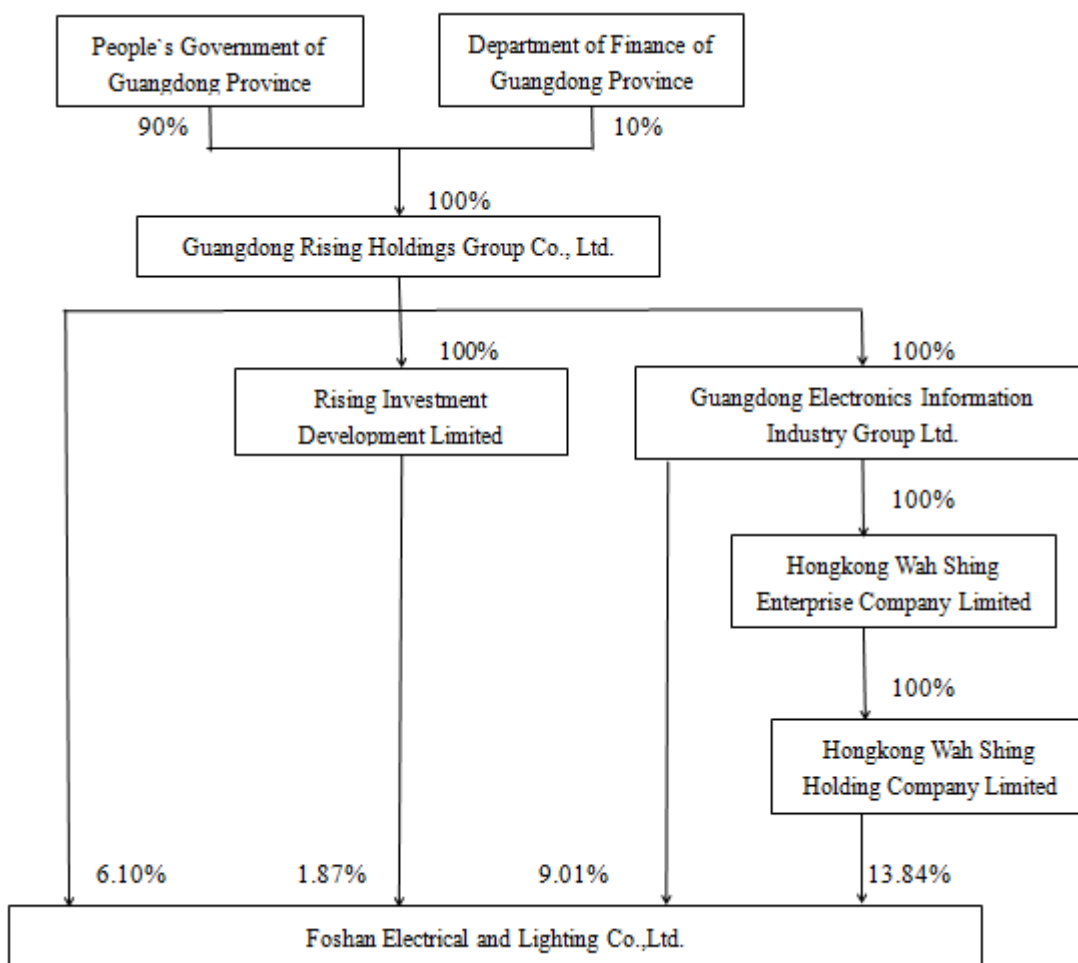 People`s Government of
Guangdong Province
Department of Finance of
Guangdong Province
90%
10%
100%
Guangdong Rising Holdings Group Co., Ltd.
100%
100%
Rising Investment
Development Limited
Guangdong Electronics Information
Industry Group Ltd.
100%
Hongkong Wah Shing
Enterprise Company Limited
100%
Hongkong Wah Shing
Holding Company Limited
6.10%
1.87%
9.01%
13.84%
Foshan Electrical and Lighting Co.,Ltd.